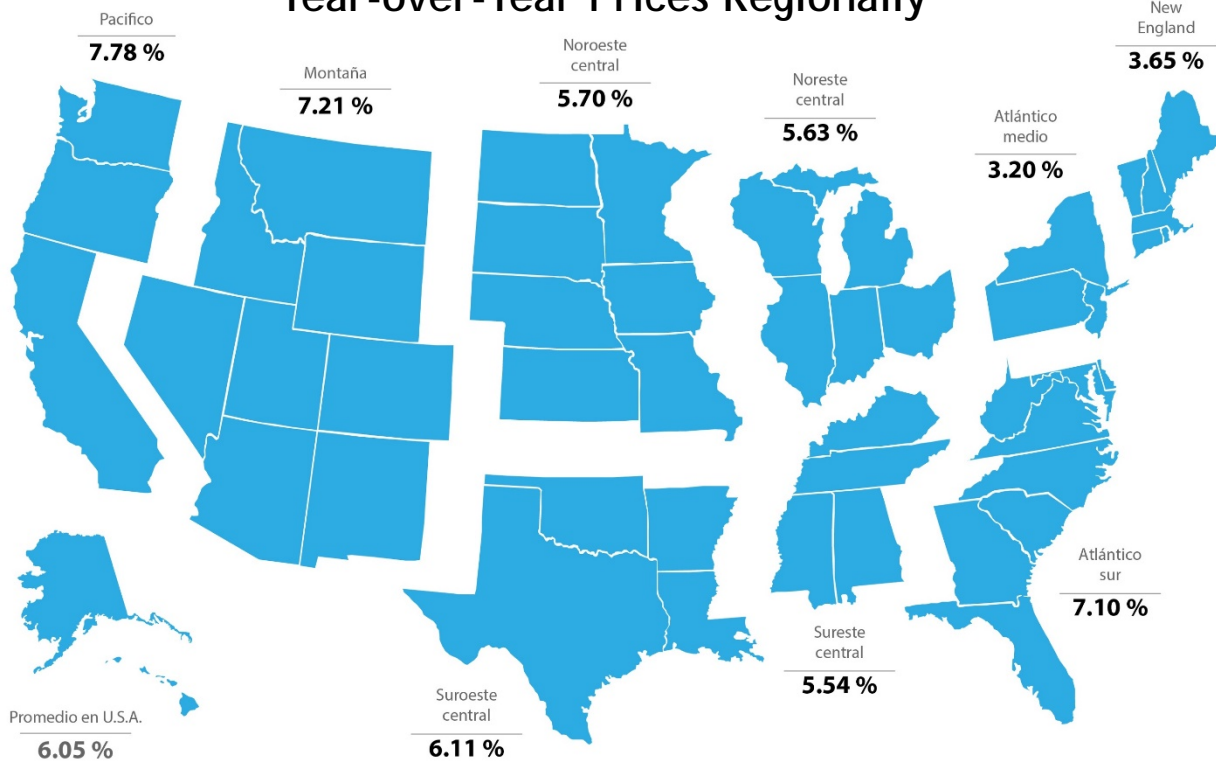 Year-over-Year Prices Regionally
Pacifico
7.78 %
Montaña
7.21 %
Noroeste
central
5.70 %
Noreste
central
5.63 %
Atlántico
medio
3.20 %
New
England
3.65 %
Atlántico
sur
7.10 %
Sureste
central
5.54 %
Suroeste
central
6.11 %
Promedio en U.S.A.
6.05 %